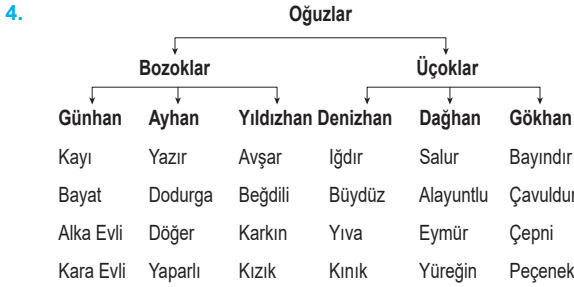 4.
Oğuzlar
Bozoklar Üçoklar
Günhan Ayhan Yıldızhan Denizhan Dağhan Gökhan
Kayı Yazır Avşar Iğdır Salur Bayındır
Bayat Dodurga Beğdili Büydüz Alayuntlu Çavuldur
Alka Evli Döğer Karkın Yıva Eymür Çepni
Kara Evli Yaparlı Kızık Kınık Yüreğin Peçenek